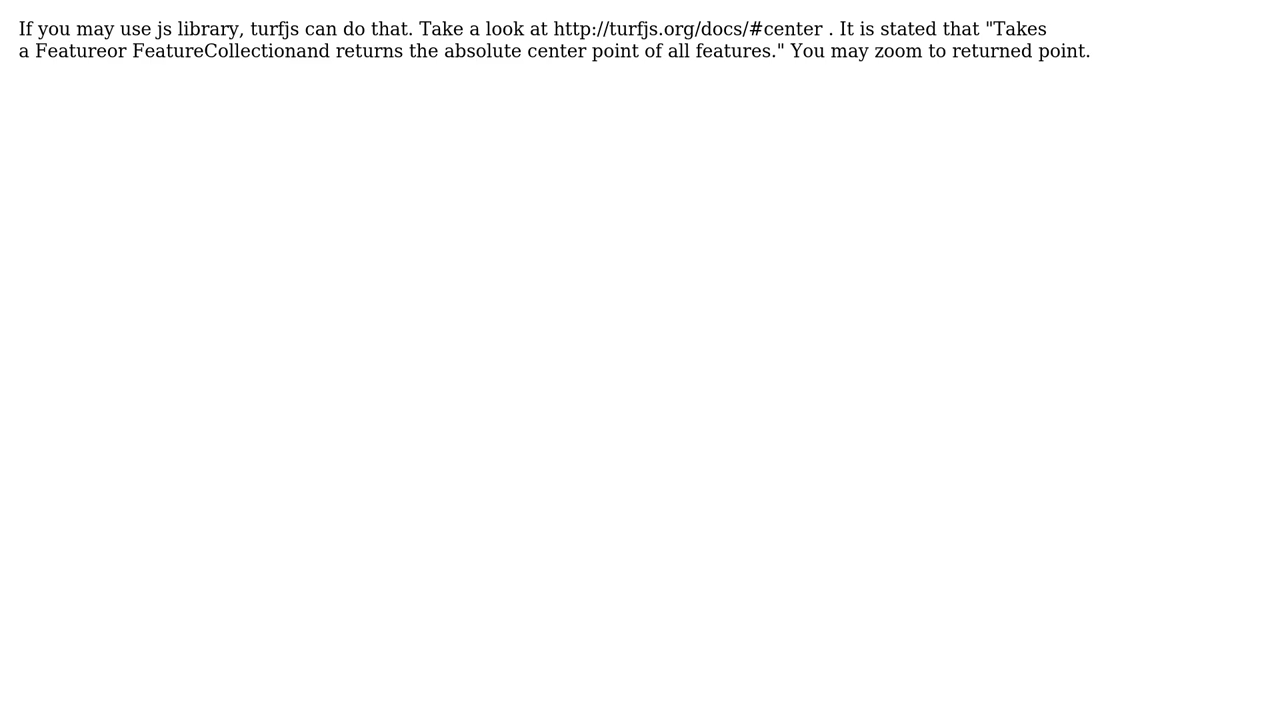 If you may use js library, turfjs can do that. Take a look at http://turfjs.org/docs/#center . It is stated that "Takes
a Featureor FeatureCollectionand returns the absolute center point of all features." You may zoom to returned point.